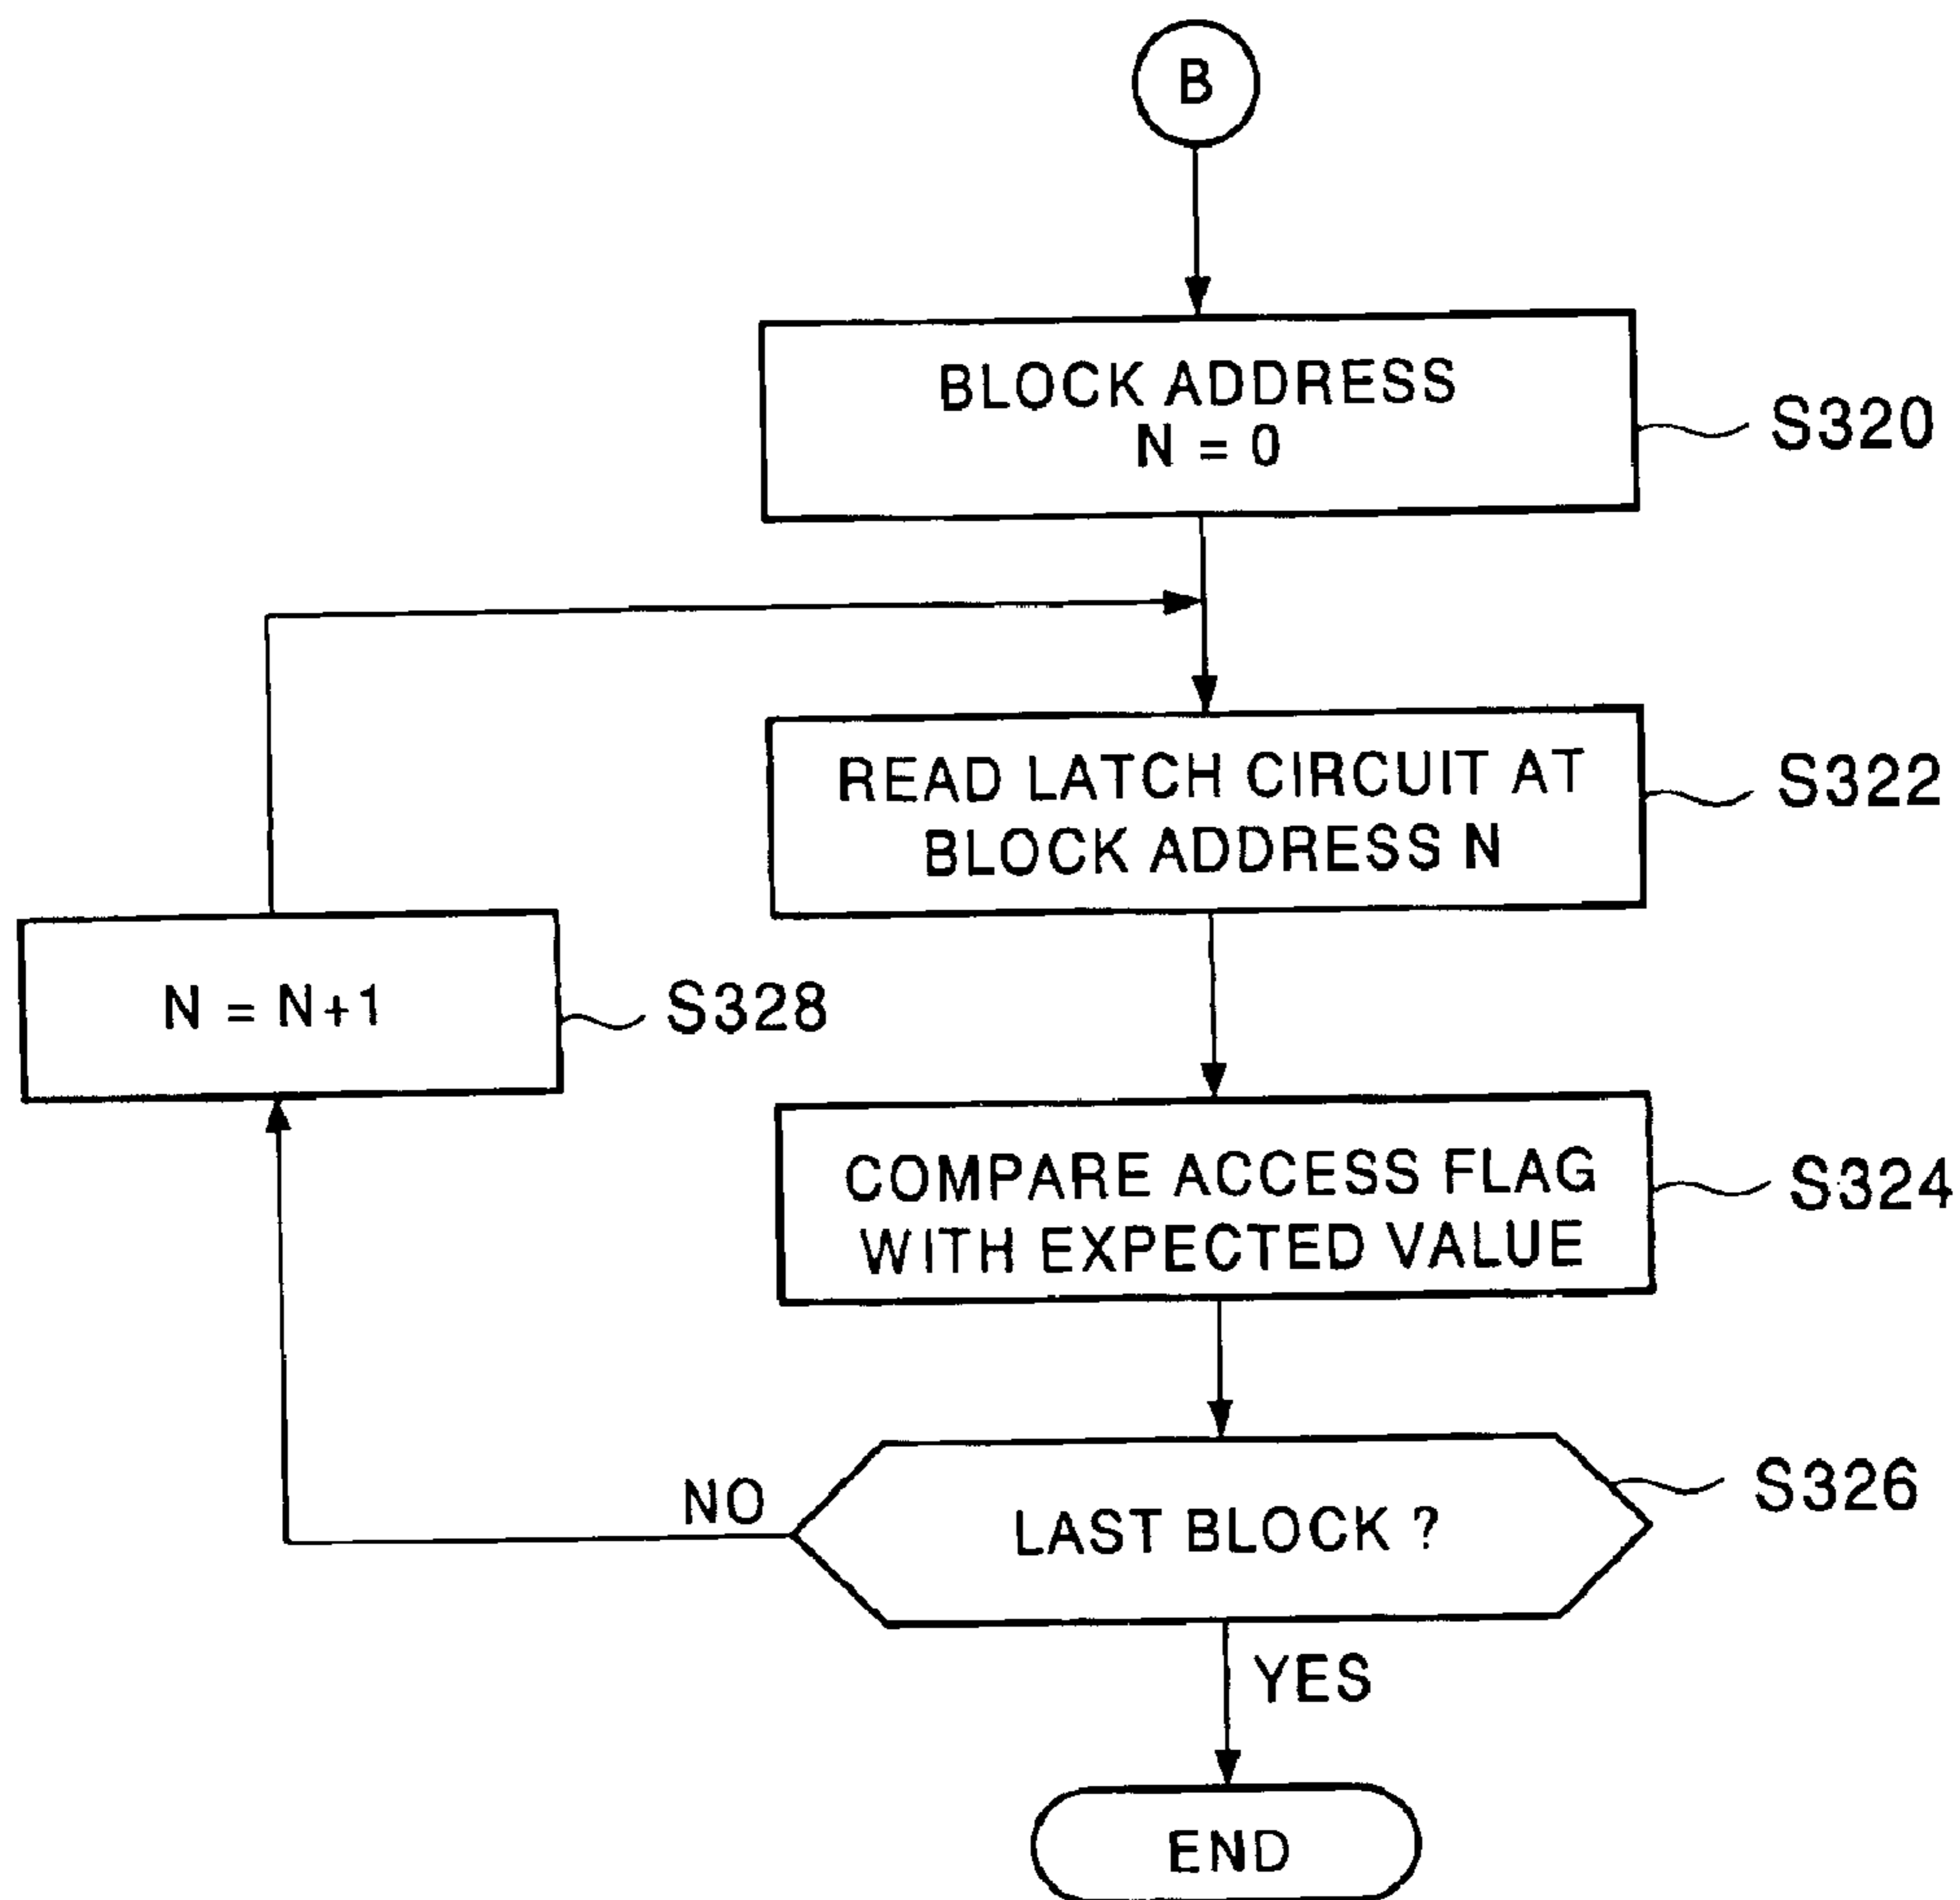 B
BLOCK ADDRESS
N = 0
S320
READ LATCH CIRCUIT AT
BLOCK ADDRESS N
S322
N = N+1
S328
COMPARE ACCESS FLAG
WITH EXPECTED VALUE
S324
NO
LAST BLOCK ?
S326
YES
END